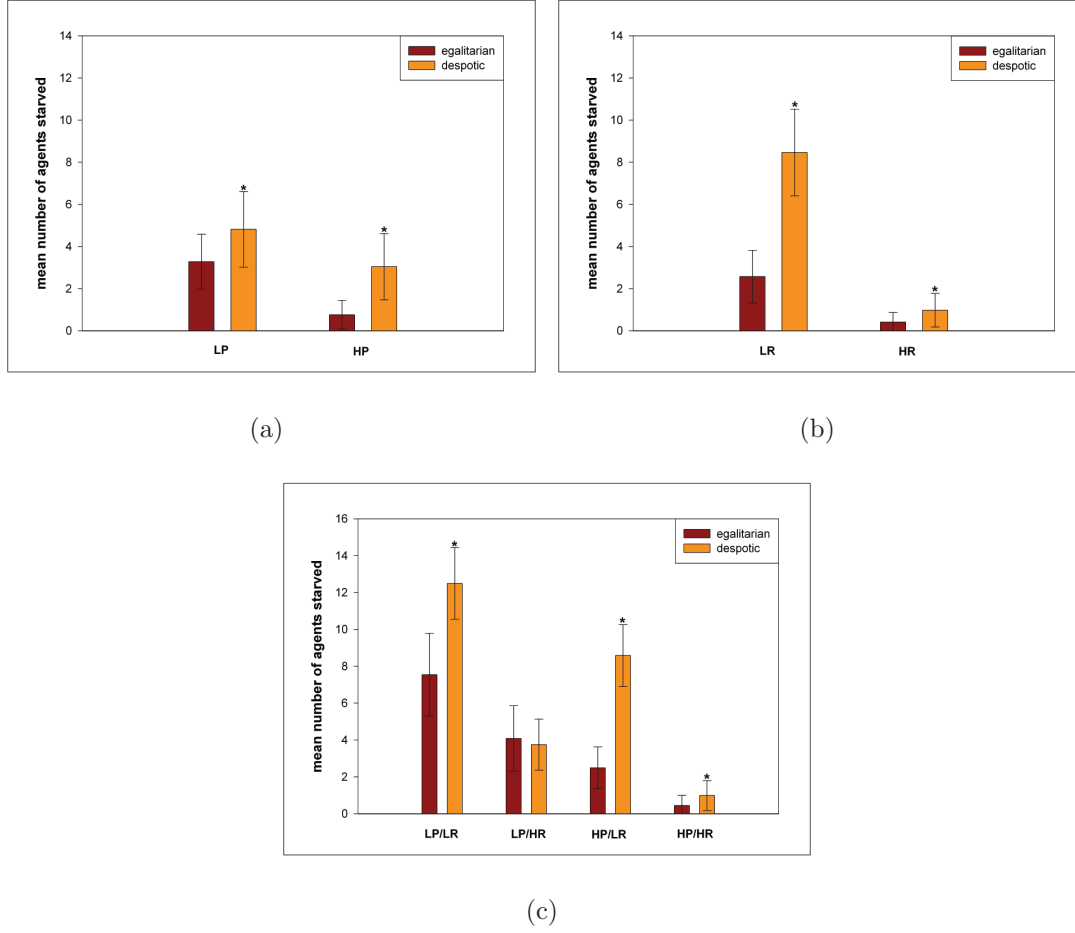 14
12
10
8
6
4
2
0
mean number of agents starved
egalitarian
despotic
*
*
LP HP
(a)
14
12
10
8
6
4
2
0
mean number of agents starved
egalitarian
despotic
*
*
LR HR
(b)
16
14
12
10
8
6
4
2
0
mean number of agents starved
egalitarian
despotic
*
*
*
LP/LR LP/HR HP/LR HP/HR
(c)